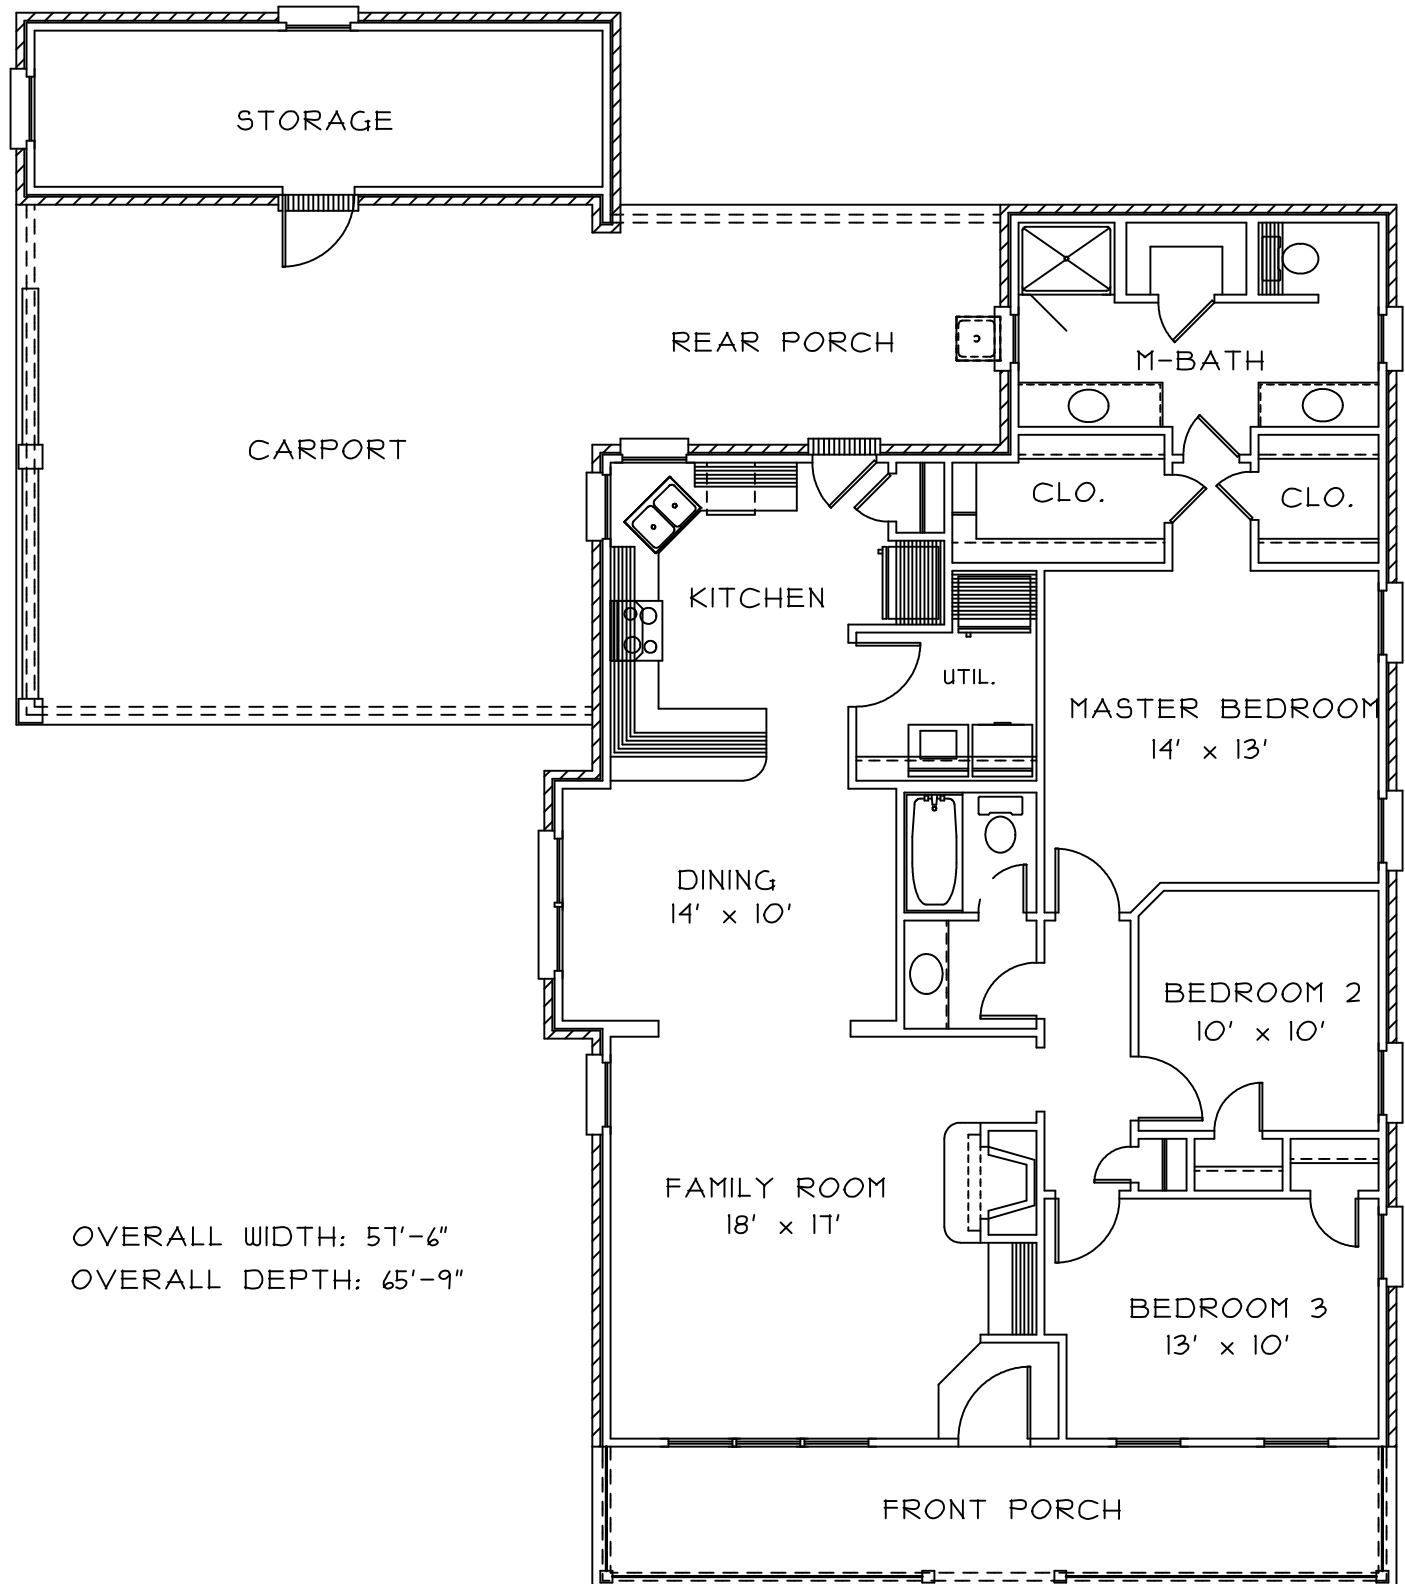 STORAGE
REAR PORCH
M-BATH
CARPORT
CLO.
CLO.
KITCHEN
UTIL.
MASTER BEDROOM
14' x 13'
DINING
14' x 10'
BEDROOM 2
10' x 10'
FAMILY ROOM
18' x 17'
OVERALL WIDTH: 57'-6"
OVERALL DEPTH: 65'-9"
BEDROOM 3
13' x 10'
FRONT PORCH